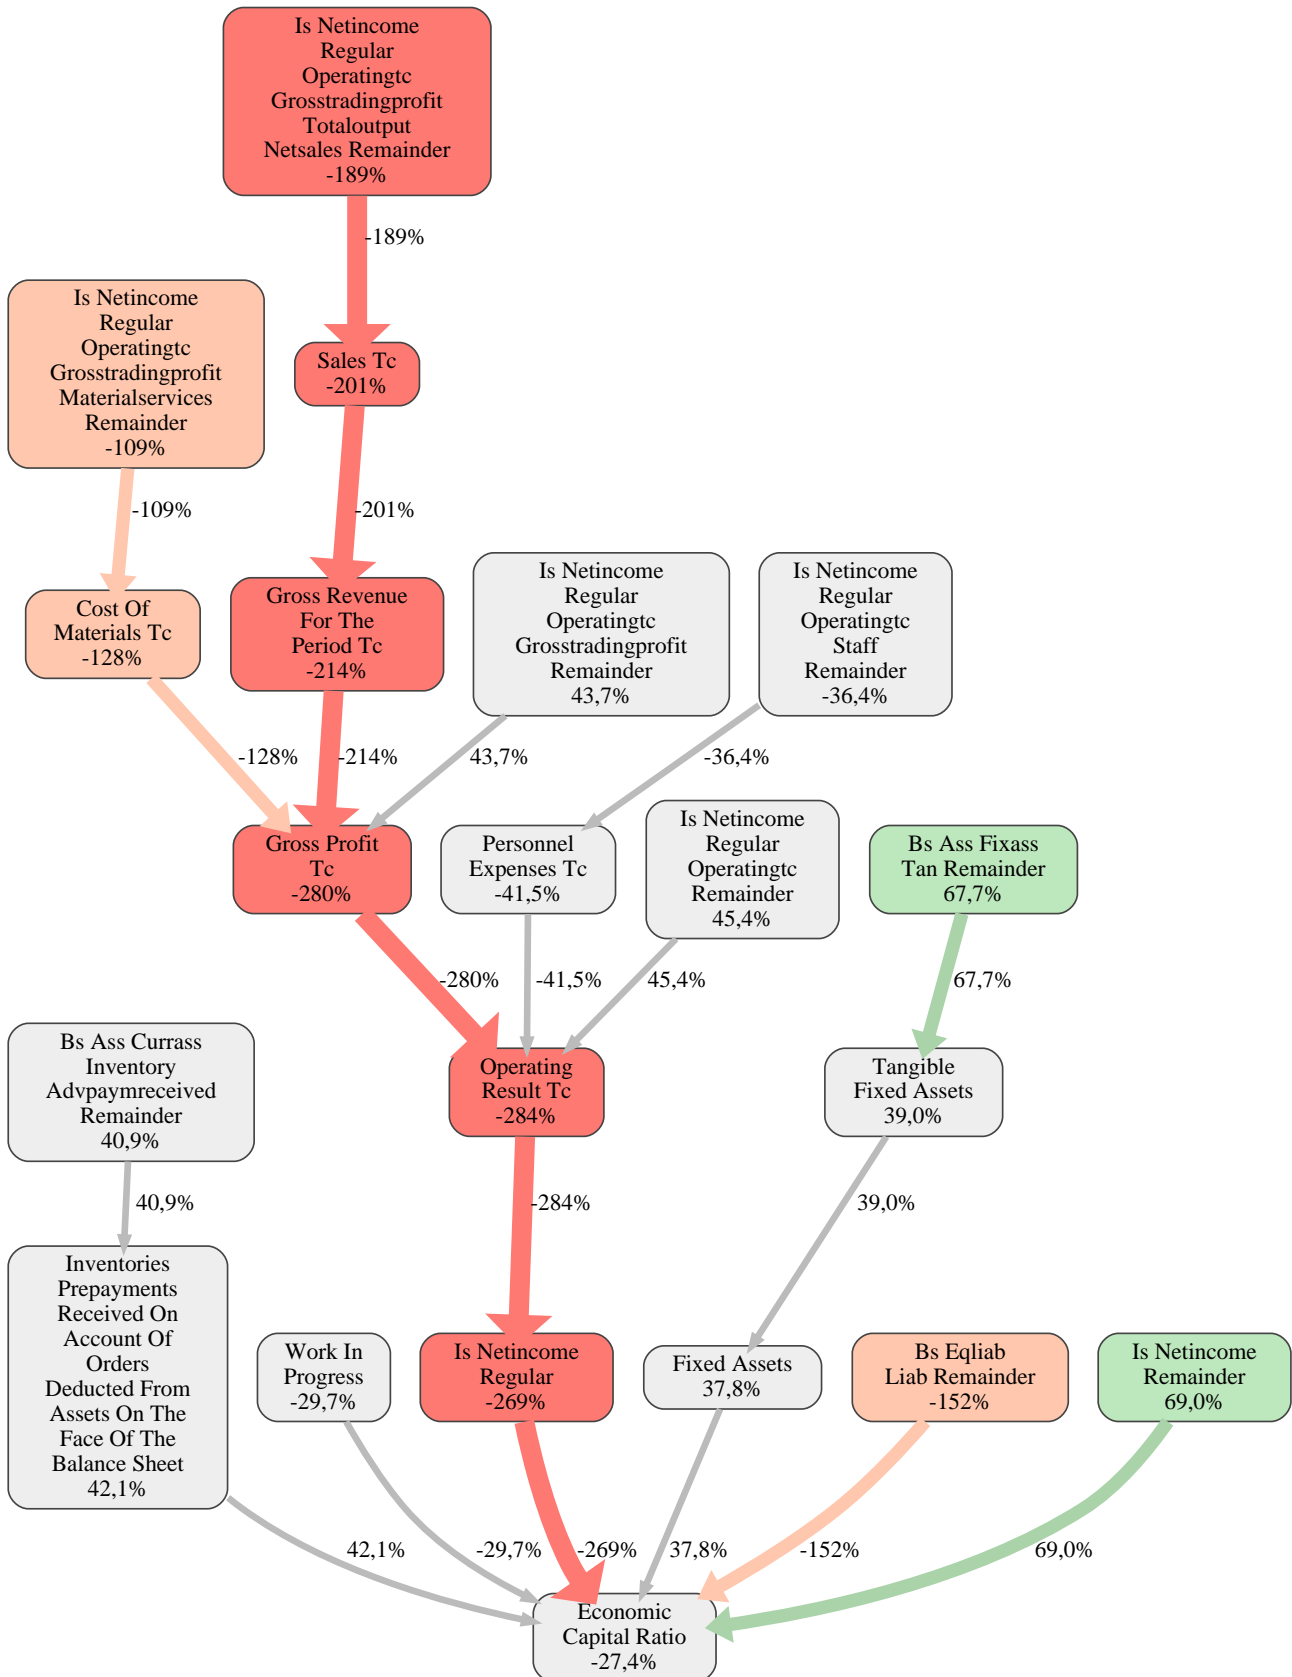 Is Netincome
Regular
Operatingtc
Grosstradingprofit
Totaloutput
Netsales Remainder
-189%
-189%
Is Netincome
Regular
Operatingtc
Grosstradingprofit
Materialservices
Remainder
-109%
Sales Tc
-201%
-109%
-201%
Cost Of
Materials Tc
-128%
Gross Revenue
For The
Period Tc
-214%
Is Netincome
Regular
Operatingtc
Grosstradingprofit
Remainder
43,7%
Is Netincome
Regular
Operatingtc
Staff
Remainder
-36,4%
-128%
-214%
43,7%
-36,4%
Gross Profit
Tc
-280%
Personnel
Expenses Tc
-41,5%
Is Netincome
Regular
Operatingtc
Remainder
45,4%
Bs Ass Fixass
Tan Remainder
67,7%
-280%
-41,5%
45,4%
67,7%
Bs Ass Currass
Inventory
Advpaymreceived
Remainder
40,9%
Operating
Result Tc
-284%
Tangible
Fixed Assets
39,0%
40,9%
-284%
39,0%
Inventories
Prepayments
Received On
Account Of
Orders
Deducted From
Assets On The
Face Of The
Balance Sheet
42,1%
Work In
Progress
-29,7%
Is Netincome
Regular
-269%
Fixed Assets
37,8%
Bs Eqliab
Liab Remainder
-152%
Is Netincome
Remainder
69,0%
42,1%
-29,7%
-269%
37,8%
-152%
69,0%
Economic
Capital Ratio
-27,4%